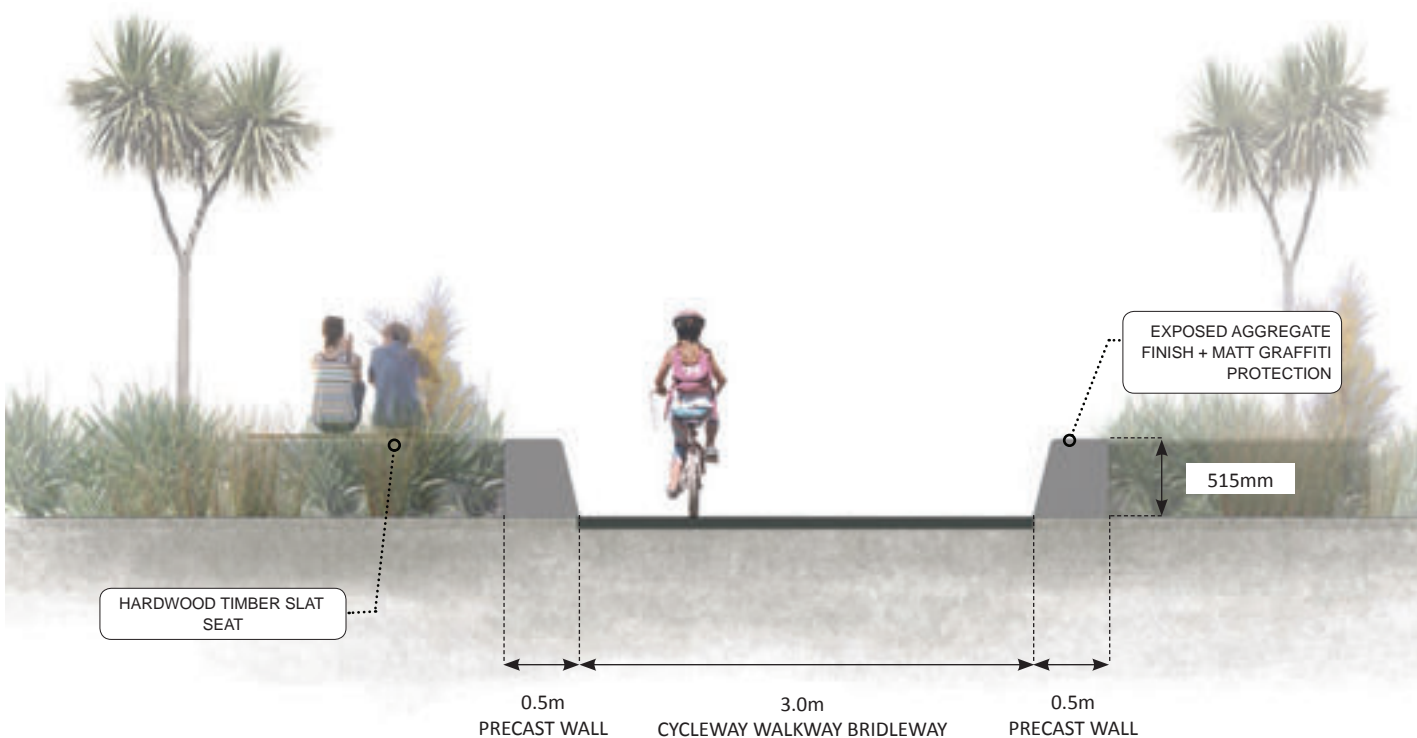 EXPOSED AGGREGATE
FINISH + MATT GRAFFITI
PROTECTION
515mm
HARDWOOD TIMBER SLAT
SEAT
0.5m
PRECAST WALL
3.0m
CYCLEWAY WALKWAY BRIDLEWAY
0.5m
PRECAST WALL